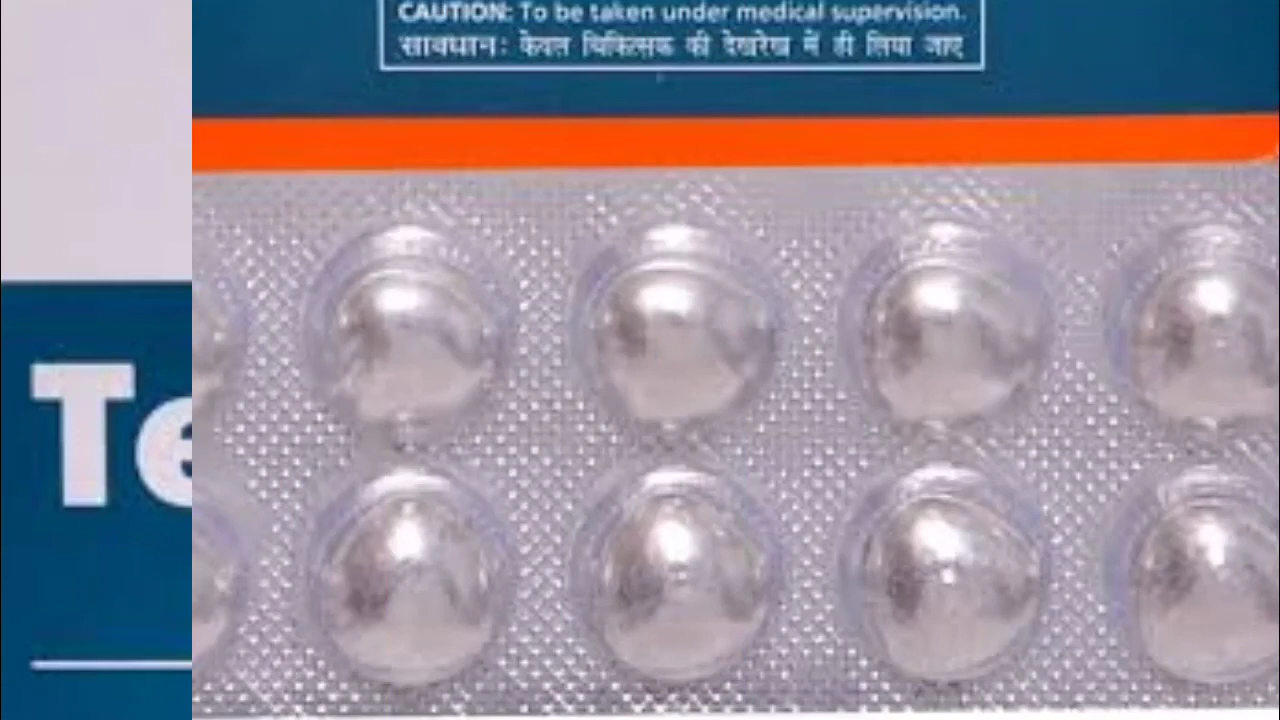 CAUTION: To be taken under medical supervision.
सावधान: केवल चिकित्सक की देखरेख में ही लिया जाए
Te